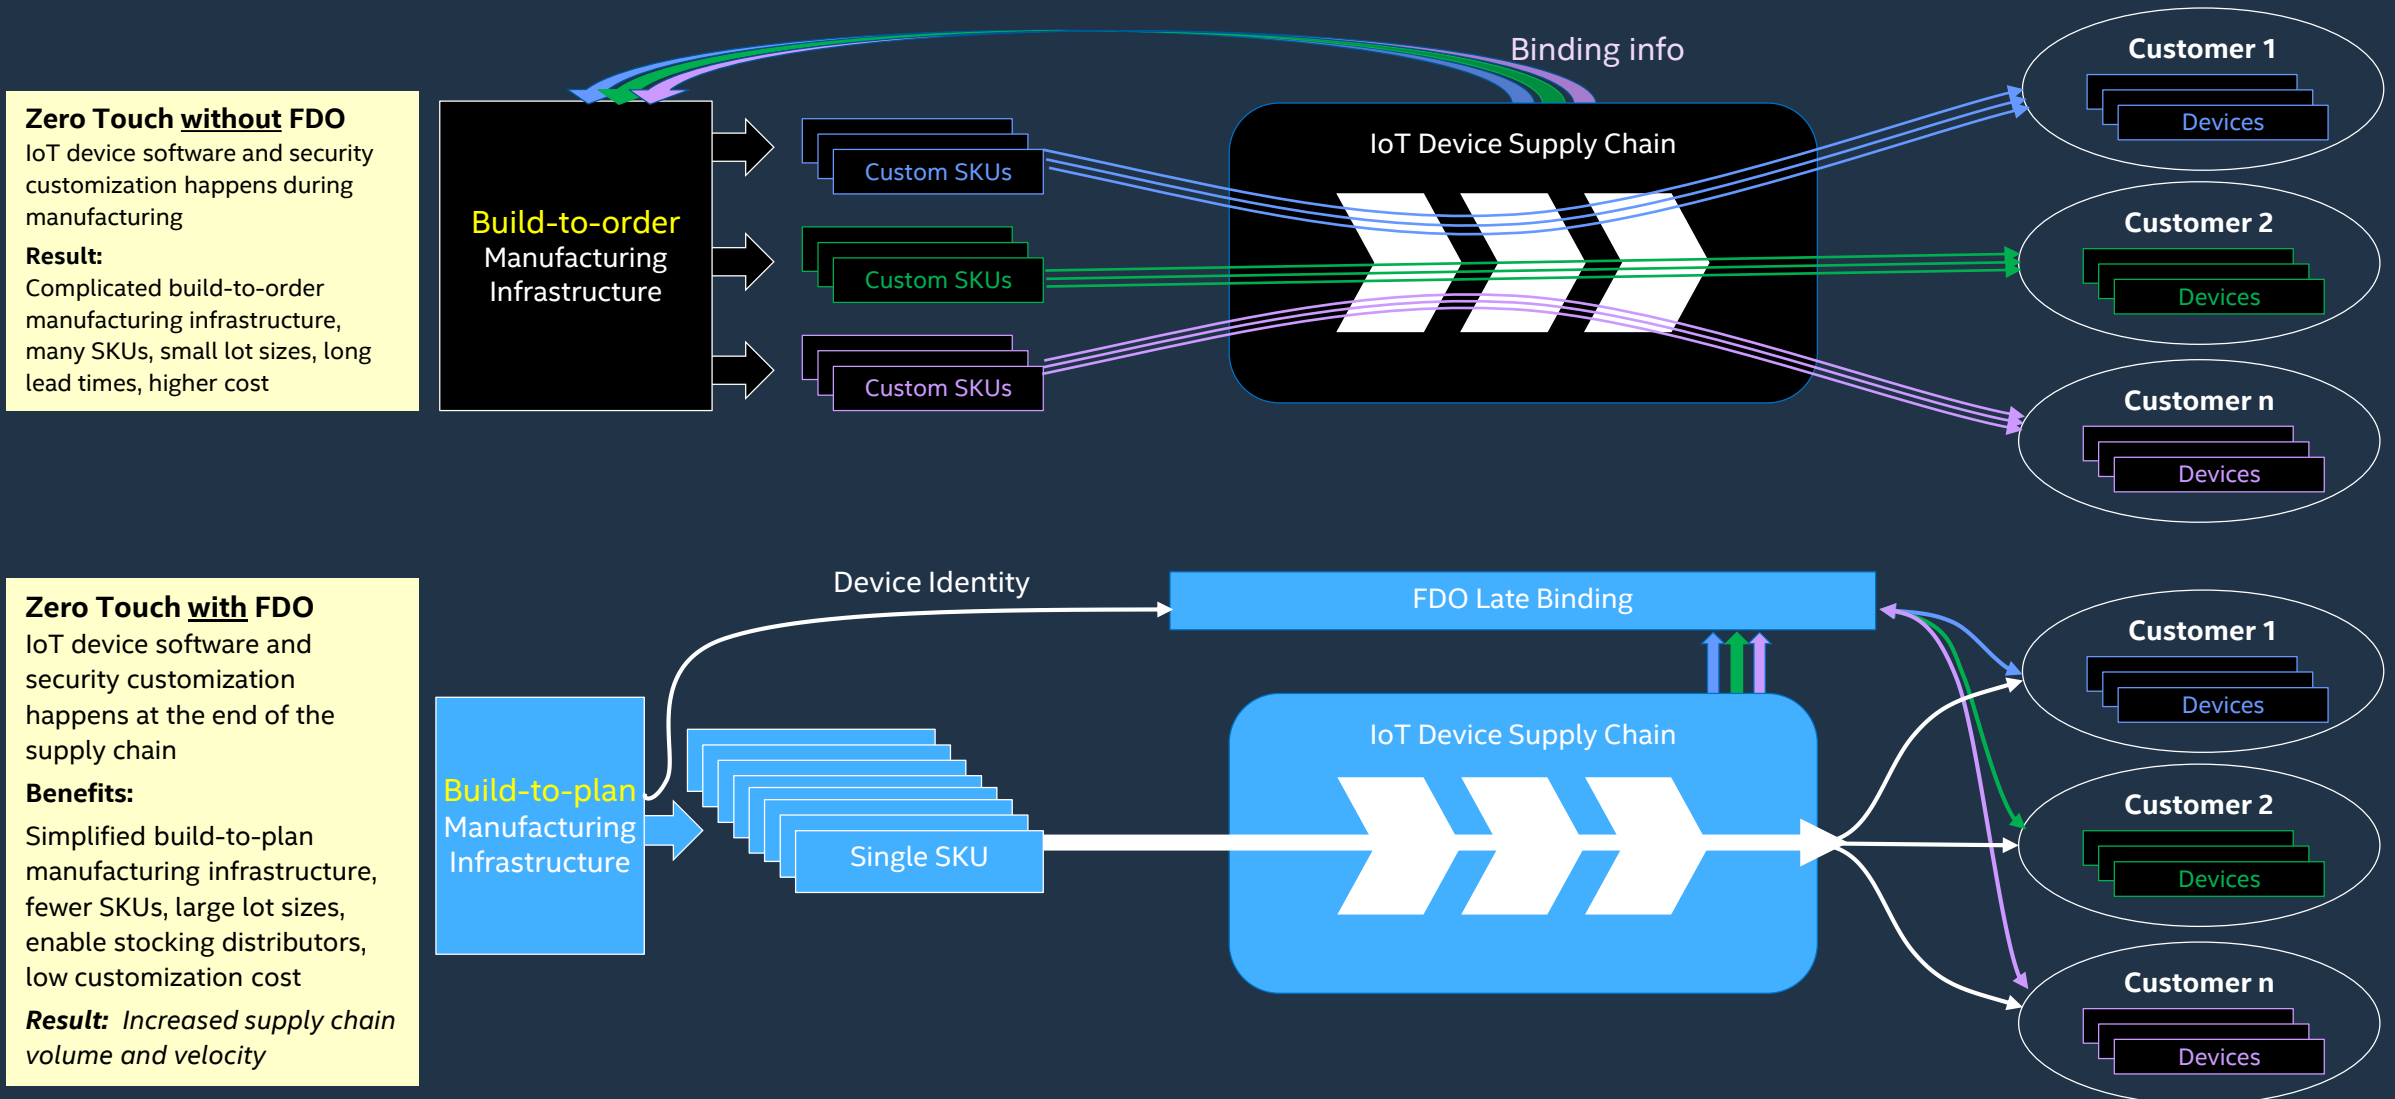 Zero Touch without FDO
IoT device software and security
customization happens during
manufacturing
Result:
Complicated build-to-order
manufacturing infrastructure,
many SKUs, small lot sizes, long
lead times, higher cost
Build-to-order
Manufacturing
Infrastructure
Custom SKUs
Custom SKUs
Custom SKUs
Binding info
IoT Device Supply Chain
Customer 1
Devices
Customer 2
Devices
Customer n
Devices
Zero Touch with FDO
IoT device software and
security customization
happens at the end of the
supply chain
Benefits:
Simplified build-to-plan
manufacturing infrastructure,
fewer SKUs, large lot sizes,
enable stocking distributors,
low customization cost
Result: Increased supply chain
volume and velocity
Build-to-plan
Manufacturing
Infrastructure
Device Identity
Single SKU
FDO Late Binding
IoT Device Supply Chain
Customer 1
Devices
Customer 2
Devices
Customer n
Devices